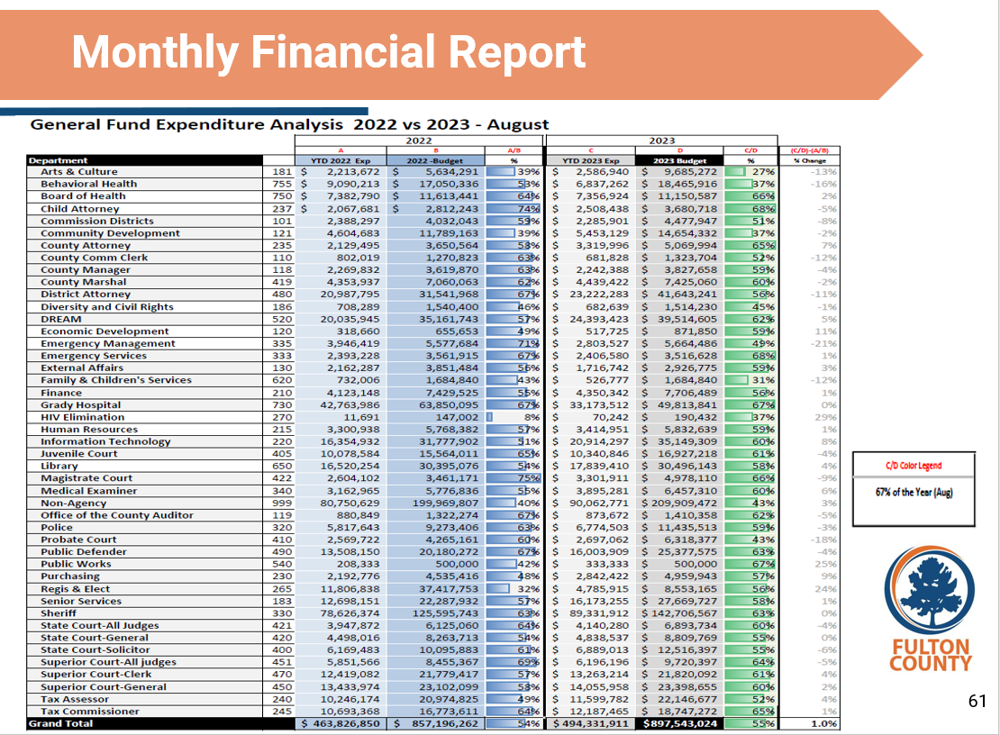 Monthly Financial Report
General Fund Expenditure Analysis 2022 vs 2023 - August
2022 2023
A B A/B C D C/D (C/D)-(A/B)
Department YTD 2022 Exp 2022 -Budget % YTD 2023 Exp 2023 Budget % % Change
Arts & Culture 181 $ 2,213,672 $ 5,634,291 39% $ 2,586,940 $ 9,685,272 27% -13%
Behavioral Health 755 $ 9,090,213 $ 17,050,336 53% $ 6,837,262 $ 18,465,916 37% -16%
Board of Health 750 $ 7,382,790 $ 11,613,441 64% $ 7,356,924 $ 11,150,587 66% 2%
Child Attorney 237 $ 2,067,681 $ 2,812,243 74% $ 2,508,438 $ 3,680,718 68% -5%
Commission Districts 101 2,388,297 4,032,043 59% $ 2,285,901 $ 4,477,947 51% -8%
Community Development 121 4,604,683 11,789,163 39% $ 5,453,129 $ 14,654,332 37% -2%
County Attorney 235 2,129,495 3,650,564 58% $ 3,319,996 $ 5,069,994 65% 7%
County Comm Clerk 110 802,019 1,270,823 63% $ 681,828 $ 1,323,704 52% -12%
County Manager 118 2,269,832 3,619,870 63% $ 2,242,388 $ 3,827,658 59% -4%
County Marshal 419 4,353,937 7,060,063 62% $ 4,439,422 $ 7,425,060 60% -2%
District Attorney 480 20,987,795 31,541,968 67% $ 23,222,283 $ 41,643,241 56% -11%
Diversity and Civil Rights 186 708,289 1,540,400 46% $ 682,639 $ 1,514,230 45% -1%
DREAM 520 20,035,945 35,161,743 57% $ 24,393,423 $ 39,514,605 62% 5%
Economic Development 120 318,660 655,653 49% $ 517,725 $ 871,850 59% 11%
Emergency Management 335 3,946,419 5,577,684 71% $ 2,803,527 $ 5,664,486 49% -21%
Emergency Services 333 2,393,228 3,561,915 67% $ 2,406,580 $ 3,516,628 68% 1%
External Affairs 130 2,162,287 3,851,484 56% $ 1,716,742 $ 2,926,775 59% 3%
Family & Children's Services 620 732,006 1,684,840 43% $ 526,777 $ 1,684,840 31% -12%
Finance 210 4,123,148 7,429,525 55% $ 4,350,342 $ 7,706,489 56% 1%
Grady Hospital 730 42,763,986 63,850,095 67% $ 33,173,512 $ 49,813,841 67% 0%
HIV Elimination 270 11,691 147,002 8% $ 70,242 $ 190,432 37% 29%
Human Resources 215 3,300,938 5,768,382 57% $ 3,414,951 $ 5,832,639 59% 1%
Information Technology 220 16,354,932 31,777,902 51% $ 20,914,297 $ 35,149,309 60% 8%
Juvenile Court 405 10,078,584 15,564,011 65% $ 10,340,846 $ 16,927,218 61% -4%
Library 650 16,520,254 30,395,076 54% $ 17,839,410 $ 30,496,143 58% 4%
Magistrate Court 422 2,604,102 3,461,171 75% $ 3,301,911 $ 4,978,110 66% -9%
Medical Examiner 340 3,162,965 5,776,836 55% $ 3,895,281 $ 6,457,310 60% 6%
Non-Agency 999 80,750,629 199,969,807 40% $ 90,062,771 $ 209,909,472 43% 3%
Office of the County Auditor 119 880,849 1,322,274 67% $ 873,672 $ 1,410,358 62% -5%
Police 320 5,817,643 9,273,406 63% $ 6,774,503 $ 11,435,513 59% -3%
Probate Court 410 2,569,722 4,265,161 60% $ 2,697,062 $ 6,318,377 43% -18%
Public Defender 490 13,508,150 20,180,272 67% $ 16,003,909 $ 25,377,575 63% -4%
Public Works 540 208,333 500,000 42% $ 333,333 $ 500,000 67% 25%
Purchasing 230 2,192,776 4,535,416 48% $ 2,842,422 $ 4,959,943 57% 9%
Regis & Elect 265 11,806,838 37,417,753 32% $ 4,785,915 $ 8,553,165 56% 24%
Senior Services 183 12,698,151 22,287,932 57% $ 16,173,255 $ 27,669,727 58% 1%
Sheriff 330 78,626,374 125,595,743 63% $ 89,331,912 $ 142,706,567 63% 0%
State Court-All Judges 421 3,947,872 6,125,060 64% $ 4,140,280 $ 6,893,734 60% -4%
State Court-General 420 4,498,016 8,263,713 54% $ 4,838,537 $ 8,809,769 55% 0%
State Court-Solicitor 400 6,169,483 10,095,883 61% $ 6,889,013 $ 12,516,397 55% -6%
Superior Court-All judges 451 5,851,566 8,455,367 69% $ 6,196,196 $ 9,720,397 64% -5%
Superior Court-Clerk 470 12,419,082 21,779,417 57% $ 13,263,214 $ 21,820,092 61% 4%
Superior Court-General 450 13,433,974 23,102,099 58% $ 14,055,958 $ 23,398,655 60% 2%
Tax Assessor 240 10,246,174 20,974,825 49% $ 11,599,782 $ 22,146,677 52% 4%
Tax Commissioner 245 10,693,368 16,773,611 64% $ 12,187,465 $ 18,747,272 65% 1%
Grand Total $ 463,826,850 $ 857,196,262 54% $ 494,331,911 $897,543,024 55% 1.0%
C/D Color Legend
67% of the Year (Aug)
FULTON
COUNTY
61